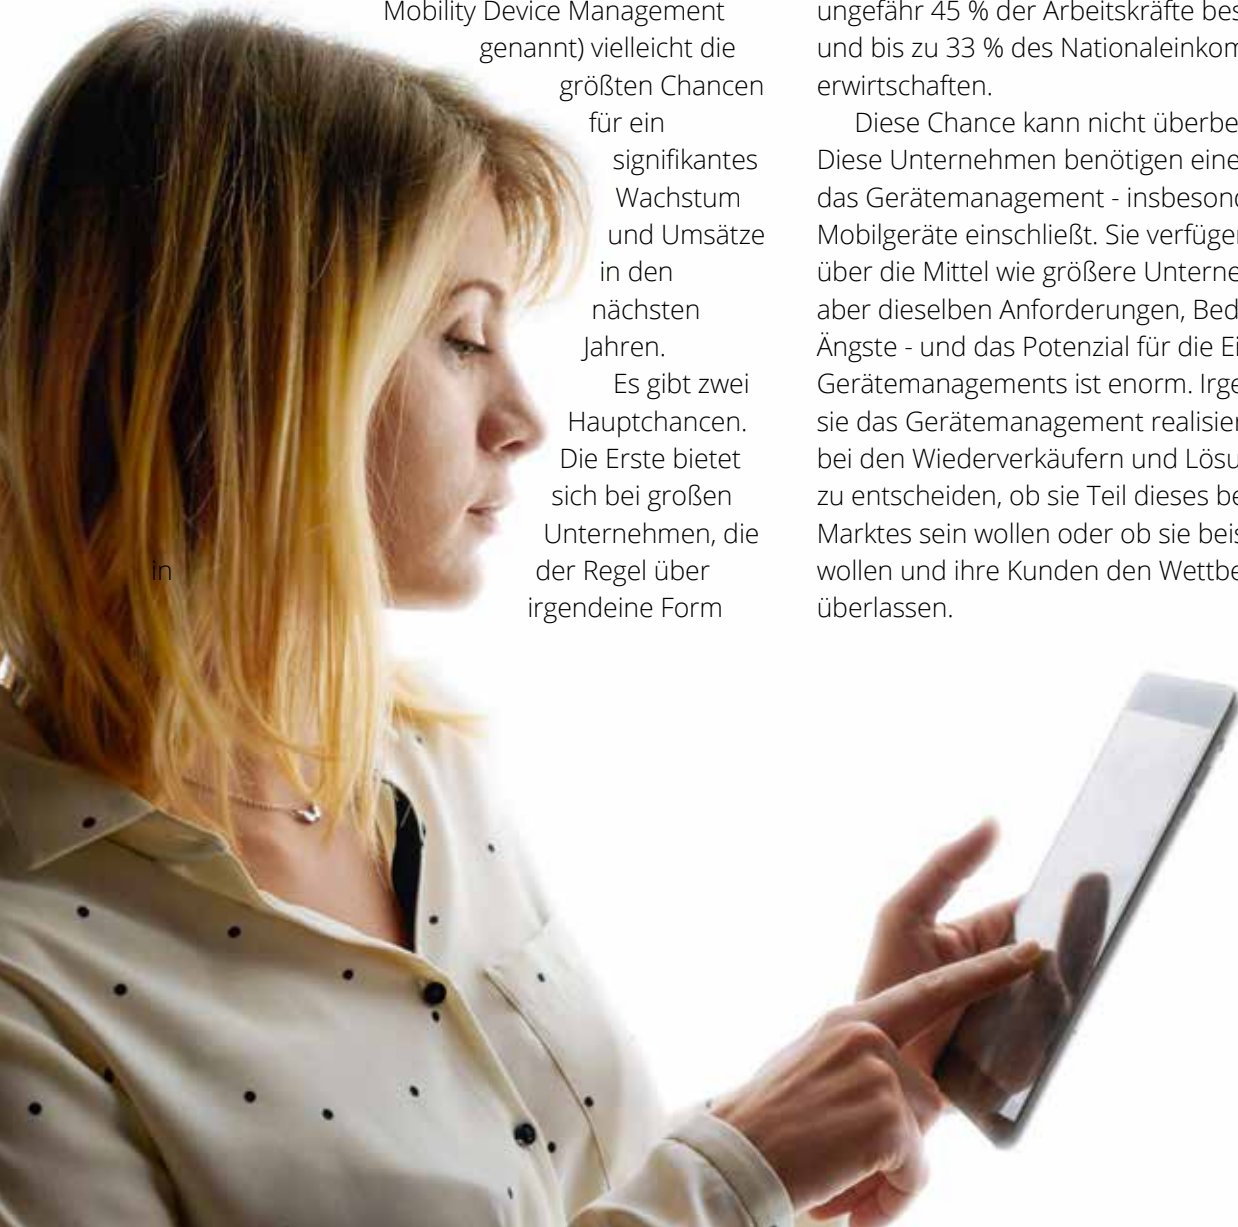 Mobility Device Management
genannt) vielleicht die
größten Chancen
für ein
signifikantes
Wachstum
und Umsätze
in den
nächsten
Jahren.
Es gibt zwei
Hauptchancen.
Die Erste bietet
sich bei großen
Unternehmen, die
in der Regel über
irgendeine Form
ungefähr 45 % der Arbeitskräfte bes
und bis zu 33 % des Nationaleinkom
erwirtschaften.
Diese Chance kann nicht überbe
Diese Unternehmen benötigen eine
das Gerätemanagement - insbesond
Mobilgeräte einschließt. Sie verfüger
über die Mittel wie größere Unterne
aber dieselben Anforderungen, Bed
Ängste - und das Potenzial für die Ei
Gerätemanagements ist enorm. Irge
sie das Gerätemanagement realisier
bei den Wiederverkäufern und Lösu
zu entscheiden, ob sie Teil dieses be
Marktes sein wollen oder ob sie beis
wollen und ihre Kunden den Wettbe
überlassen.